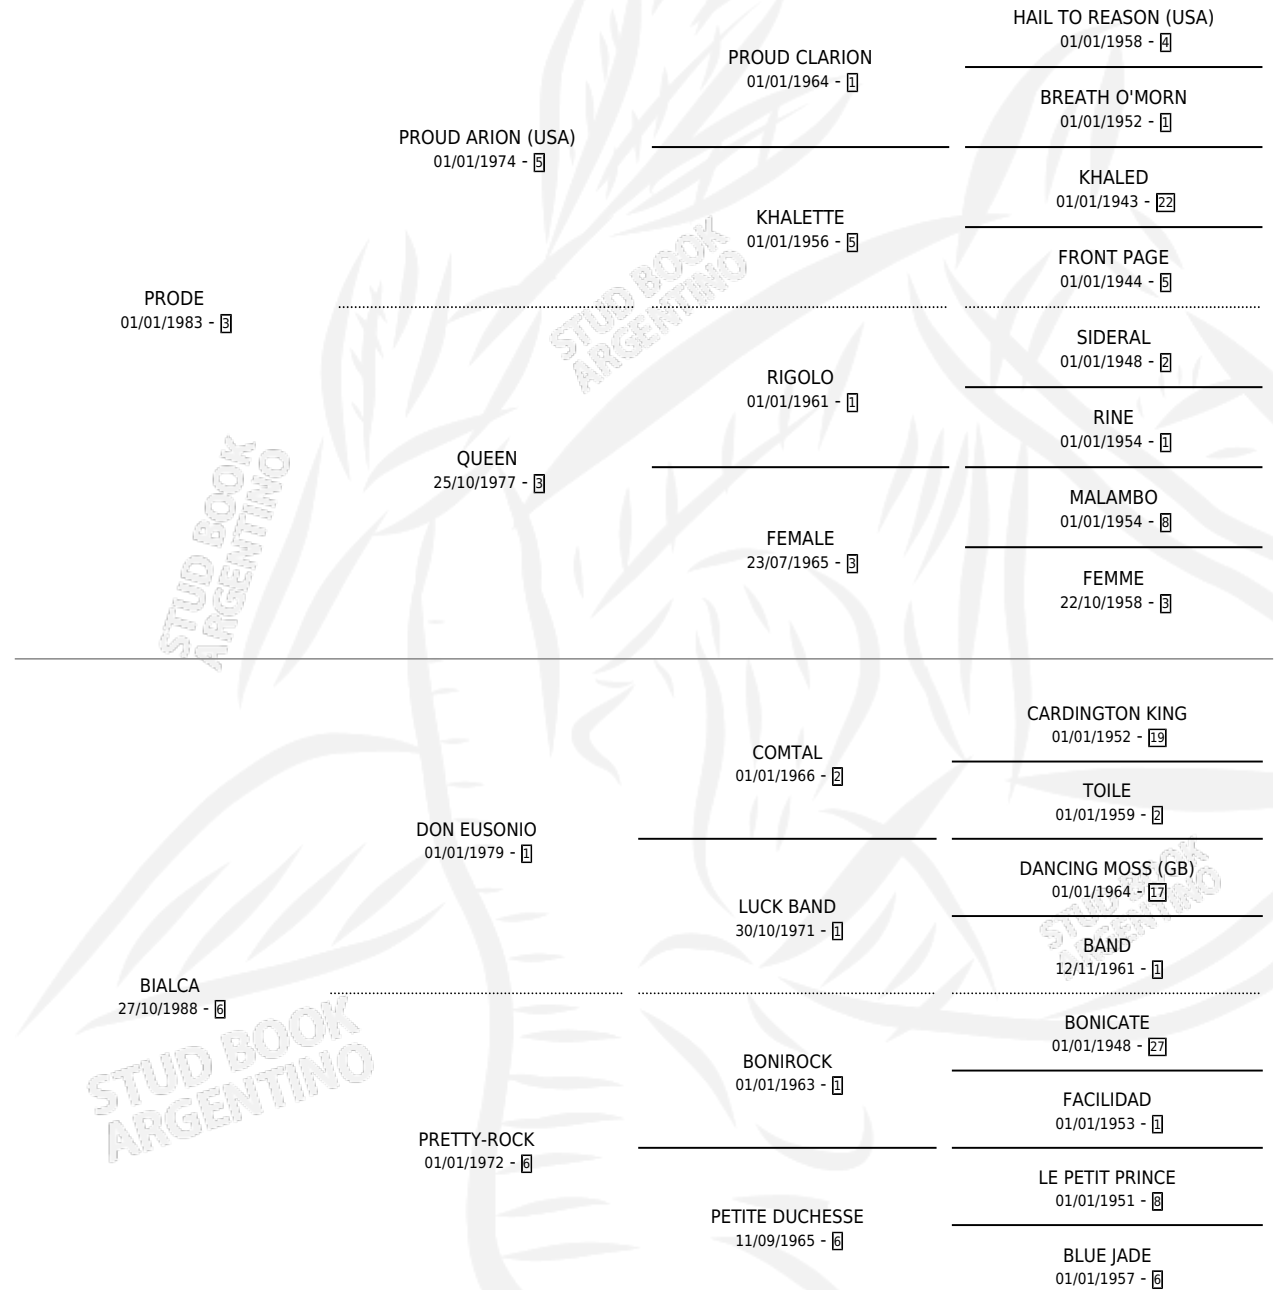 HAIL TO REASON (USA)
01/01/1958 - 4
PROUD CLARION
01/01/1964 - 1
BREATH O'MORN
01/01/1952 - 1
PROUD ARION (USA)
01/01/1974 - 5
KHALED
01/01/1943 - 22
KHALETTE
01/01/1956 - 5
FRONT PAGE
01/01/1944 - 5
PRODE
01/01/1983 - 3
SIDERAL
01/01/1948 - 2
RIGOLO
01/01/1961 - 1
RINE
01/01/1954 - 1
QUEEN
25/10/1977 - 3
MALAMBO
01/01/1954 - 8
FEMALE
23/07/1965 - 3
FEMME
22/10/1958 - 3
CARDINGTON KING
01/01/1952 - 19
COMTAL
01/01/1966 - 2
TOILE
01/01/1959 - 2
DON EUSONIO
01/01/1979 - 1
DANCING MOSS (GB)
01/01/1964 - 17
LUCK BAND
30/10/1971 - 1
BAND
12/11/1961 - 1
BIALCA
27/10/1988 - 6
BONICATE
01/01/1948 - 27
BONIROCK
01/01/1963 - 1
FACILIDAD
01/01/1953 - 1
PRETTY-ROCK
01/01/1972 - 6
LE PETIT PRINCE
01/01/1951 - 8
PETITE DUCHESSE
11/09/1965 - 6
BLUE JADE
01/01/1957 - 6
STUD BOOK
ARGENTINO
STUD BOOK
ARGENTINO
STUD BOOK
ARGENTINO
STUD BOOK
ARGENTINO